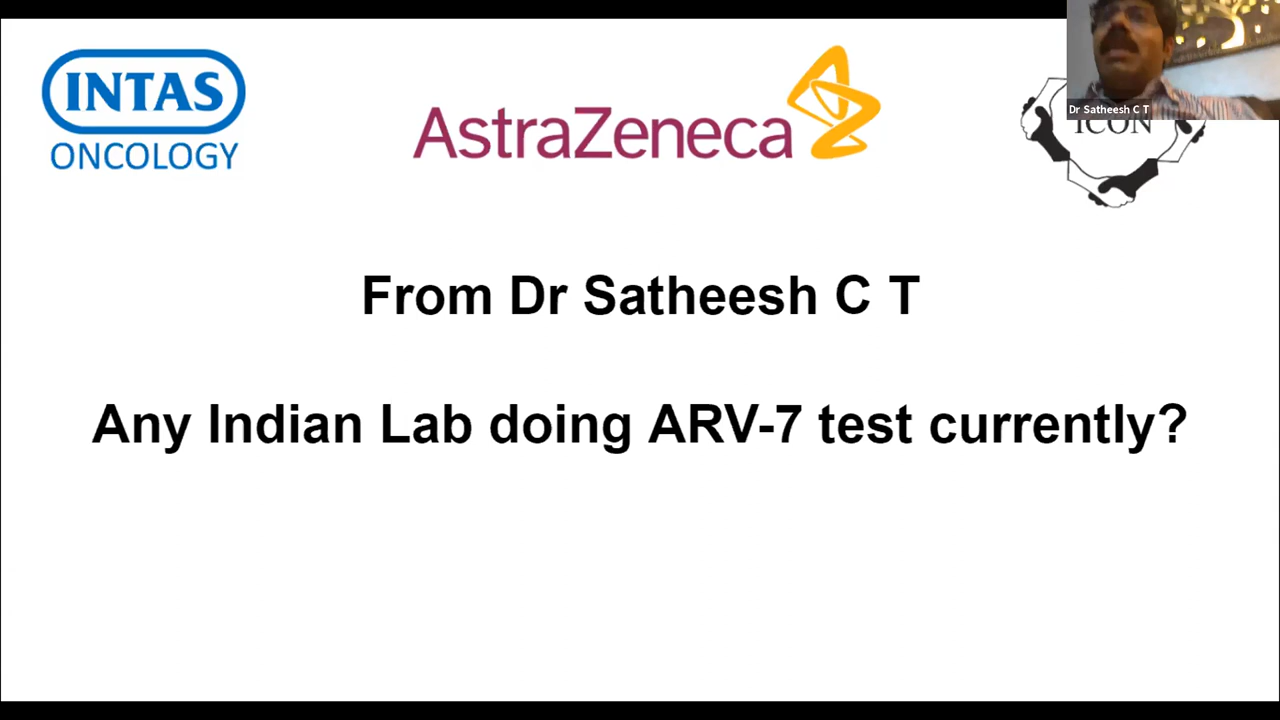 INTAS
ONCOLOGY
AstraZeneca
Dr Satheesh C T
ICON
From Dr Satheesh C T
Any Indian Lab doing ARV-7 test currently?